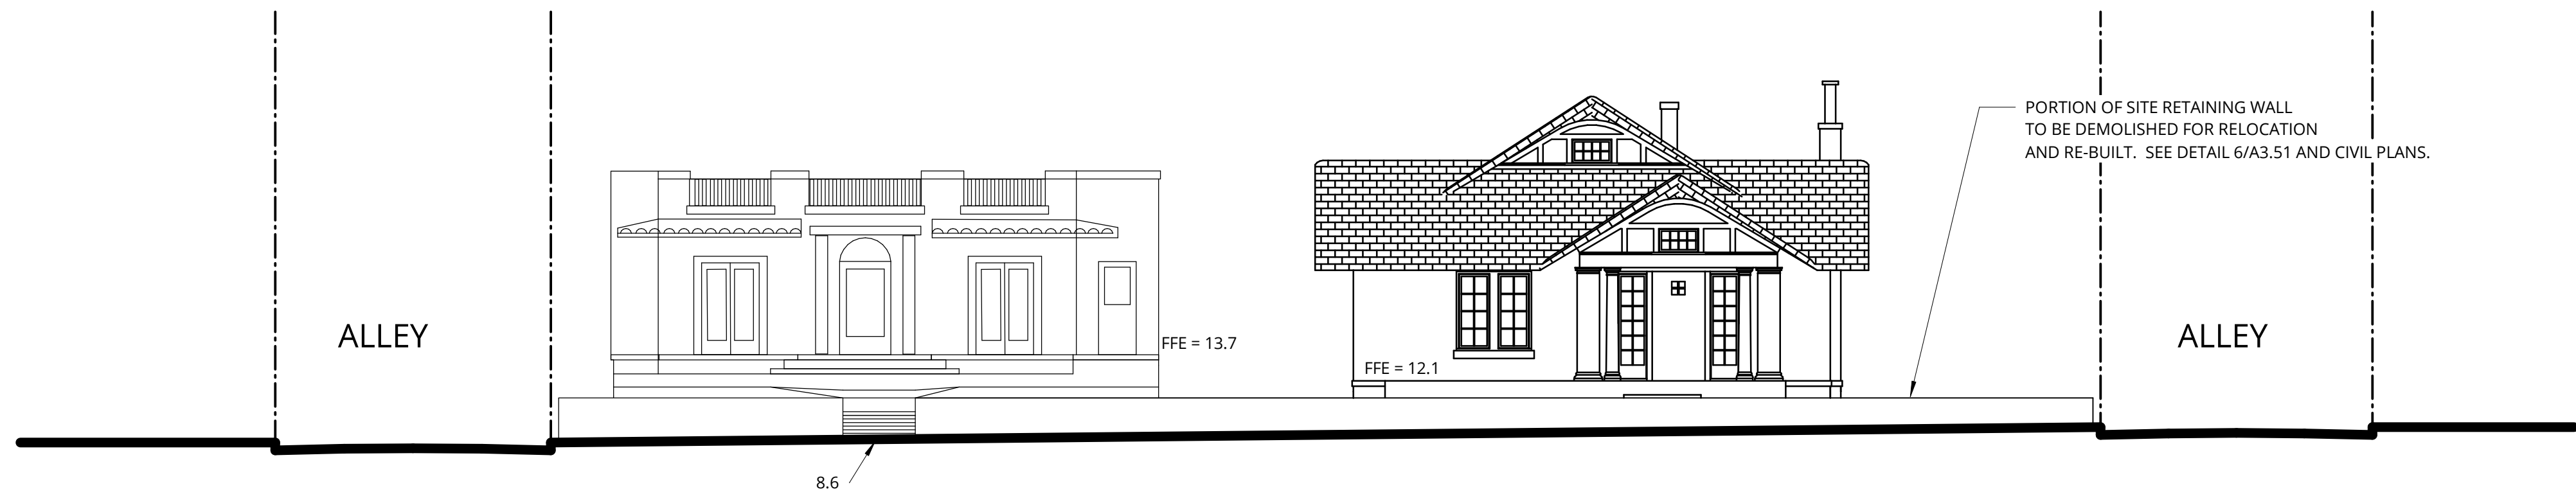 PORTION OF SITE RETAINING WALL
TO BE DEMOLISHED FOR RELOCATION
AND RE-BUILT.  SEE DETAIL 6/A3.51 AND CIVIL PLANS.
ALLEY
ALLEY
FFE = 13.7
FFE = 12.1
8.6